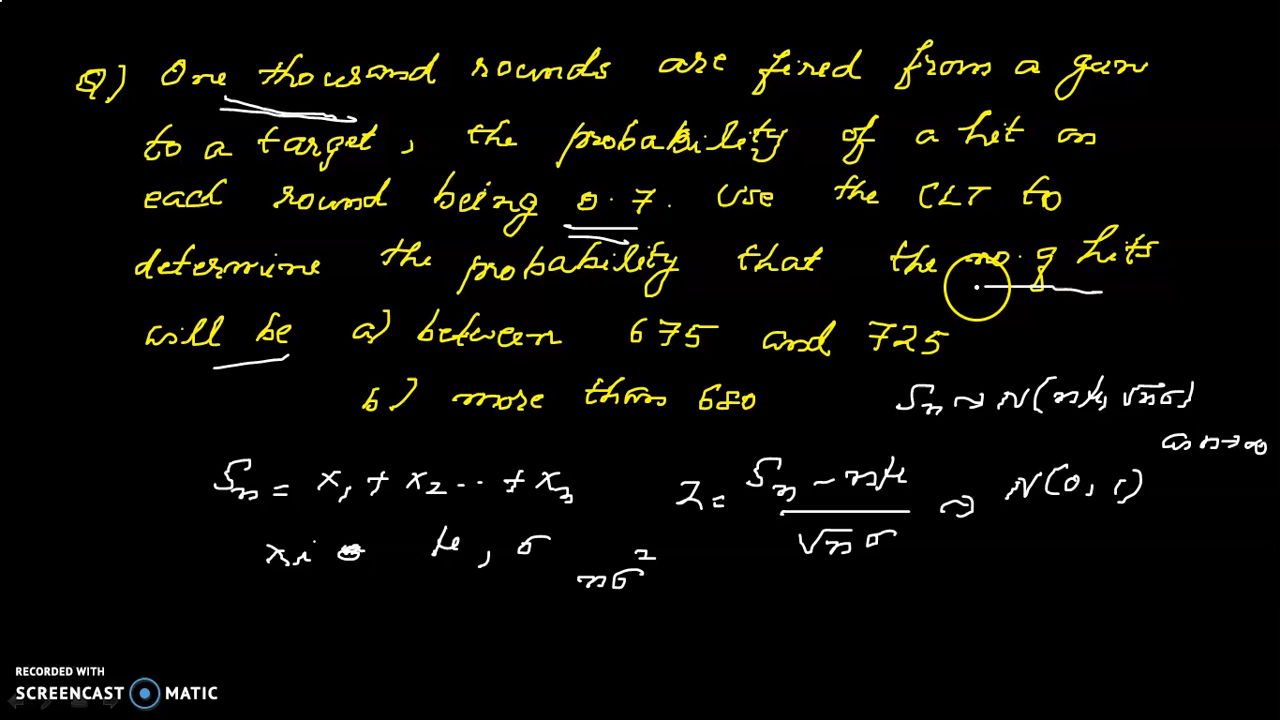 Q) One thousand rounds are fired from a gun
to a target, the probability of a hit on
each round being 0.7. Use the CLT to
determine the probability that the no. of hits
will be a) between 675 and 725
b) more than 680
Sn ~ N(nμ, √nσ)
as n→∞
Sn = X1 + X2 .. + Xn
Z = Sn - nμ / √n σ ~ N(0, 1)
Xi μ, σ
nσ²
RECORDED WITH
SCREENCAST MATIC